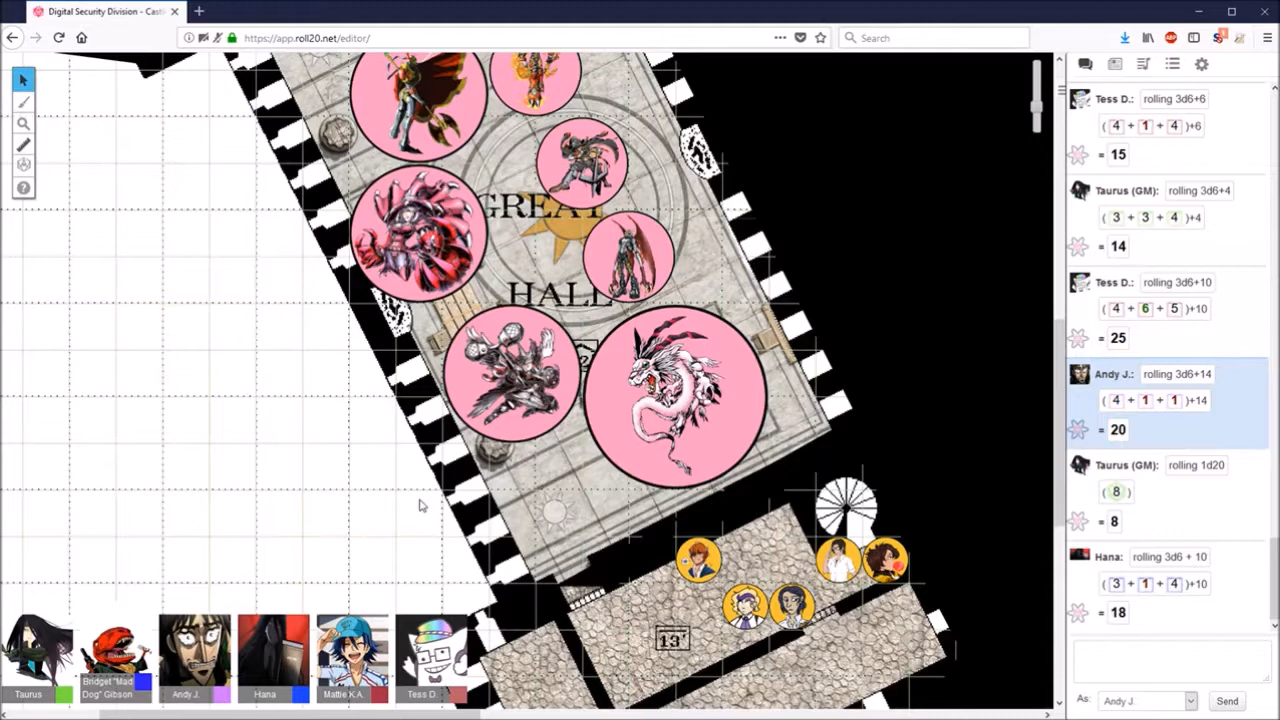 Digital Security Division - Casti
https://app.roll20.net/editor/
Search
GREAT
HALL
13'
Tess D.: rolling 3d6+6
( 4 + 1 + 4 )+6
= 15
Taurus (GM): rolling 3d6+4
( 3 + 3 + 4 )+4
= 14
Tess D.: rolling 3d6+10
( 4 + 6 + 5 )+10
= 25
Andy J.: rolling 3d6+14
( 4 + 1 + 1 )+14
= 20
Taurus (GM): rolling 1d20
( 8 )
= 8
Hana: rolling 3d6 + 10
( 3 + 1 + 4 )+10
= 18
As: Andy J. Send
Taurus
Bridget "Mad
Dog" Gibson
Andy J.
Hana
Mattie K.A.
Tess D.